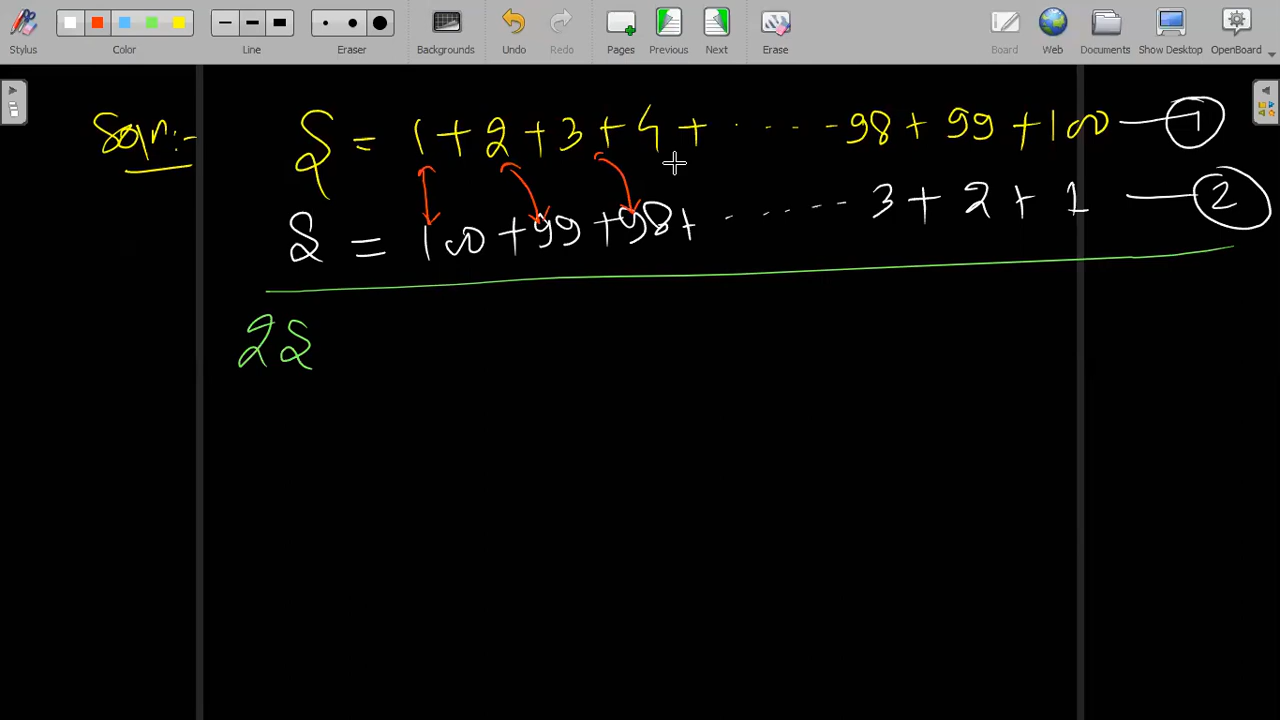 Stylus Color Line Eraser Backgrounds Undo Redo Pages Previous Next Erase Board Web Documents Show Desktop OpenBoard
Soln:-
S = 1 + 2 + 3 + 4 + ..... 98 + 99 + 100 — 1
S = 100 + 99 + 98 + ....... 3 + 2 + 1 — 2
2S